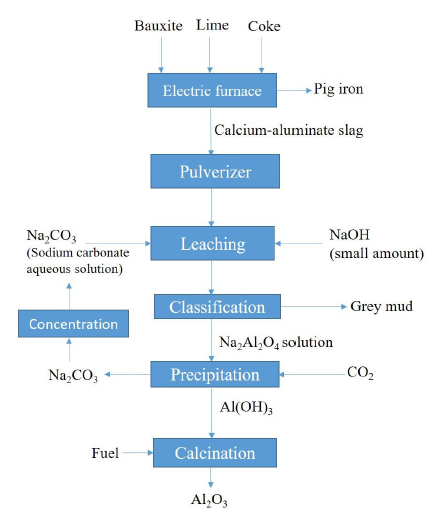 Bauxite Lime Coke
Electric furnace
Pig iron
Calcium-aluminate slag
Pulverizer
Na₂CO₃
(Sodium carbonate
aqueous solution)
Leaching
NaOH
(small amount)
Classification
Grey mud
Concentration
Na₂Al₂O₄ solution
Na₂CO₃
Precipitation
CO₂
Al(OH)₃
Fuel
Calcination
Al₂O₃